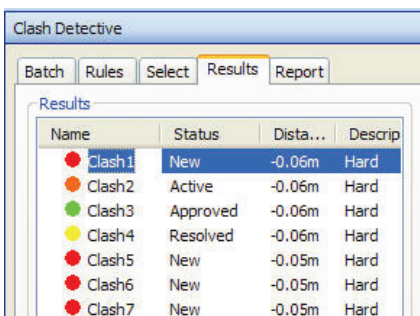 Clash Detective
Batch Rules Select Results Report
Results
Name Status Dista... Descrip
Clash1 New -0.06m Hard
Clash2 Active -0.06m Hard
Clash3 Approved -0.06m Hard
Clash4 Resolved -0.06m Hard
Clash5 New -0.05m Hard
Clash6 New -0.05m Hard
Clash7 New -0.05m Hard